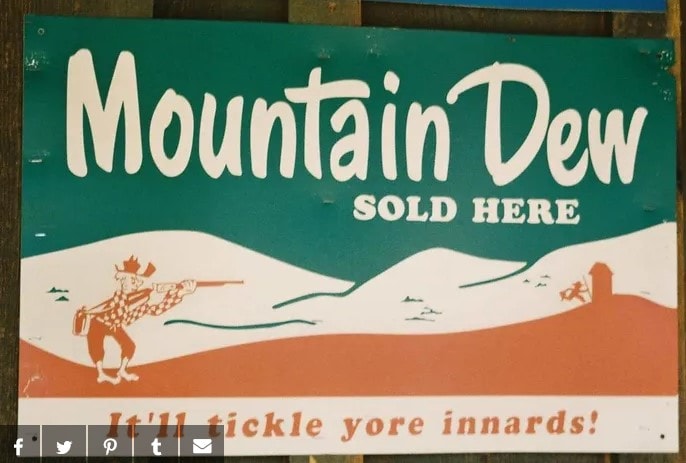 Mountain Dew
SOLD HERE
It'll tickle yore innards!